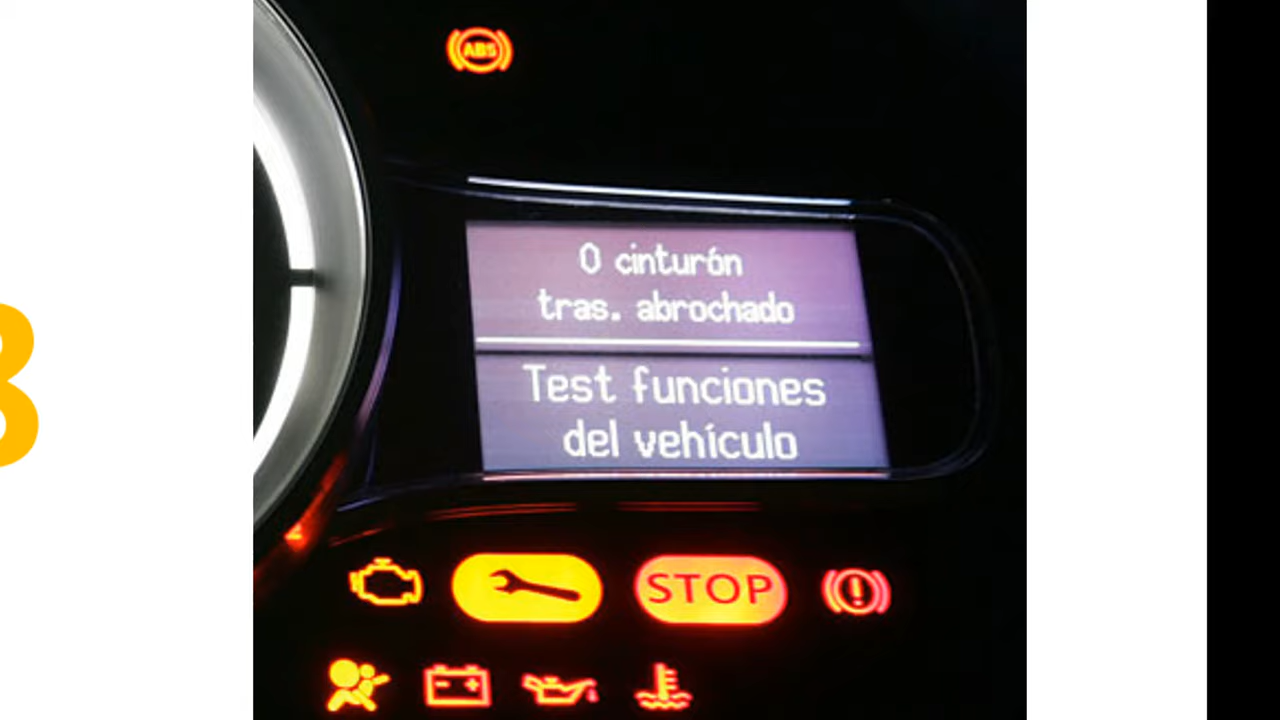 ABS
0 cinturón
tras. abrochado
Test funciones
del vehículo
STOP